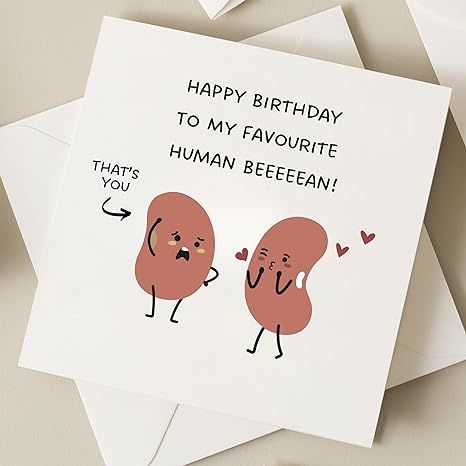 HAPPY BIRTHDAY
TO MY FAVOURITE
HUMAN BEEEEEAN!
THAT'S
YOU